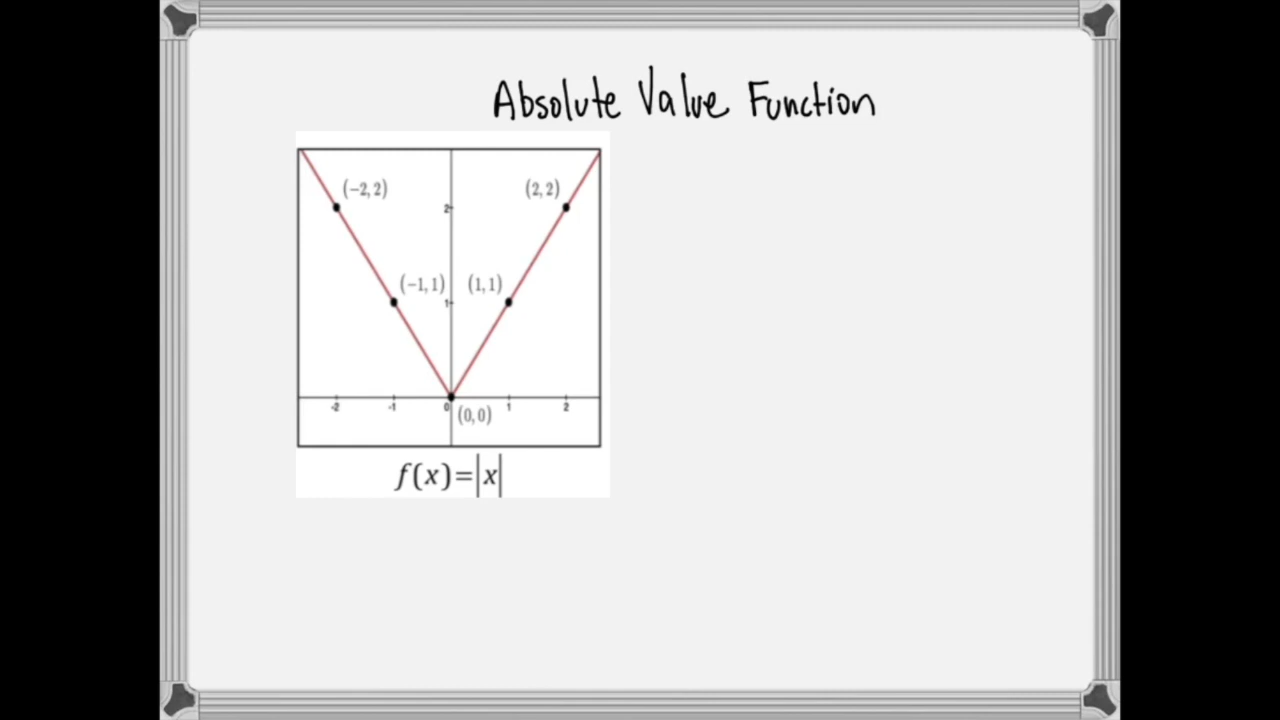 Absolute Value Function
(−2, 2) (2, 2)
2
(−1, 1) (1, 1)
1
-2 -1 0 1 2
(0, 0)
f(x)=|x|